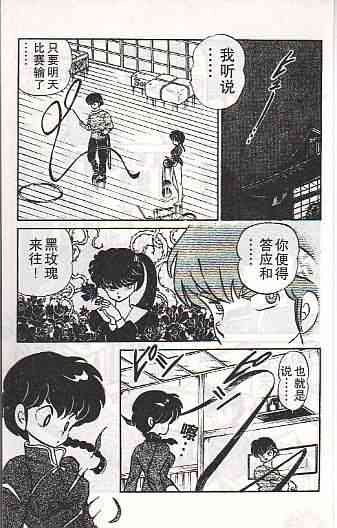 我听说
……
只要明天
比赛输了
……
你便得
答应和
……
黑玫瑰
来往！
也就是
说……
嚓…